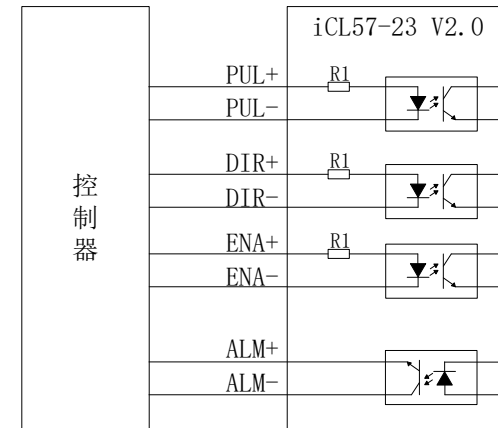 iCL57-23 V2.0
PUL+ R1
PUL-
DIR+ R1
DIR-
ENA+ R1
ENA-
ALM+
ALM-
控
制
器